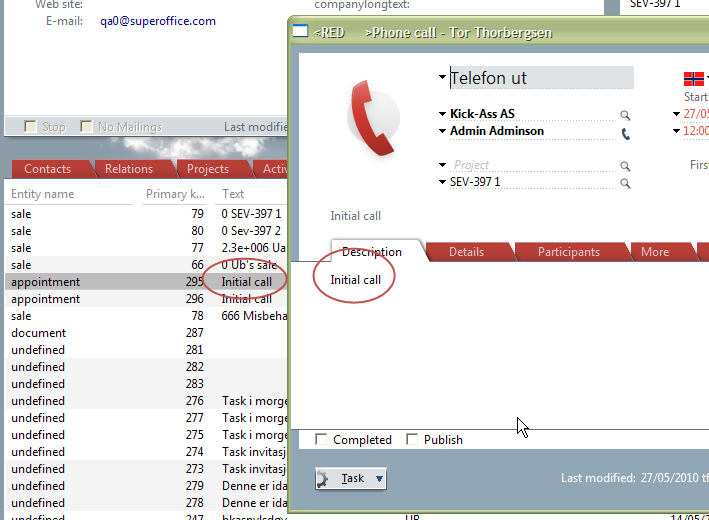 Web site:
E-mail: qa0@superoffice.com
companylongtext:
SEV-397 1
Stop No Mailings Last modifie
Contacts Relations Projects Activ
Entity name Primary k... Text
sale 79 0 SEV-397 1
sale 80 0 Sev-397 2
sale 77 2.3e+006 Ua
sale 66 0 Ub's sale
appointment 295 Initial call
appointment 296 Initial call
sale 78 666 Misbeha
document 287
undefined 281
undefined 282
undefined 283
undefined 276 Task i morge
undefined 277 Task i morge
undefined 275 Task i morge
undefined 274 Task invitasj
undefined 273 Task invitasj
undefined 279 Denne er ida
undefined 278 Denne er ida
undefined 247
<RED >Phone call - Tor Thorbergsen
Telefon ut
Start
Kick-Ass AS 27/05
Admin Adminson 12:00
Project First
SEV-397 1
Initial call
Description Details Participants More
Initial call
Completed Publish
Task Last modified: 27/05/2010 tf